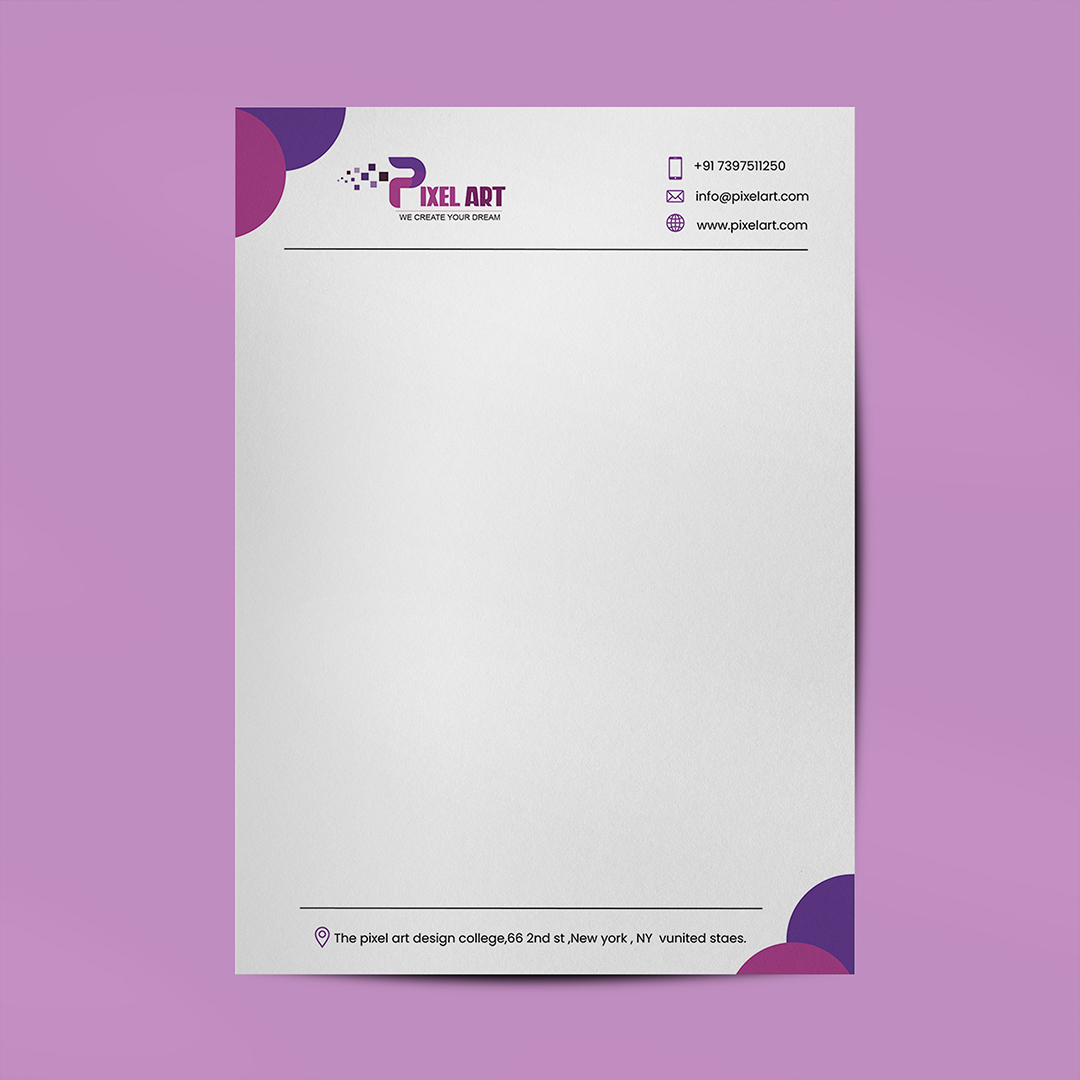 PIXEL ART
WE CREATE YOUR DREAM
+91 7397511250
info@pixelart.com
www.pixelart.com
The pixel art design college,66 2nd st ,New york , NY  vunited staes.